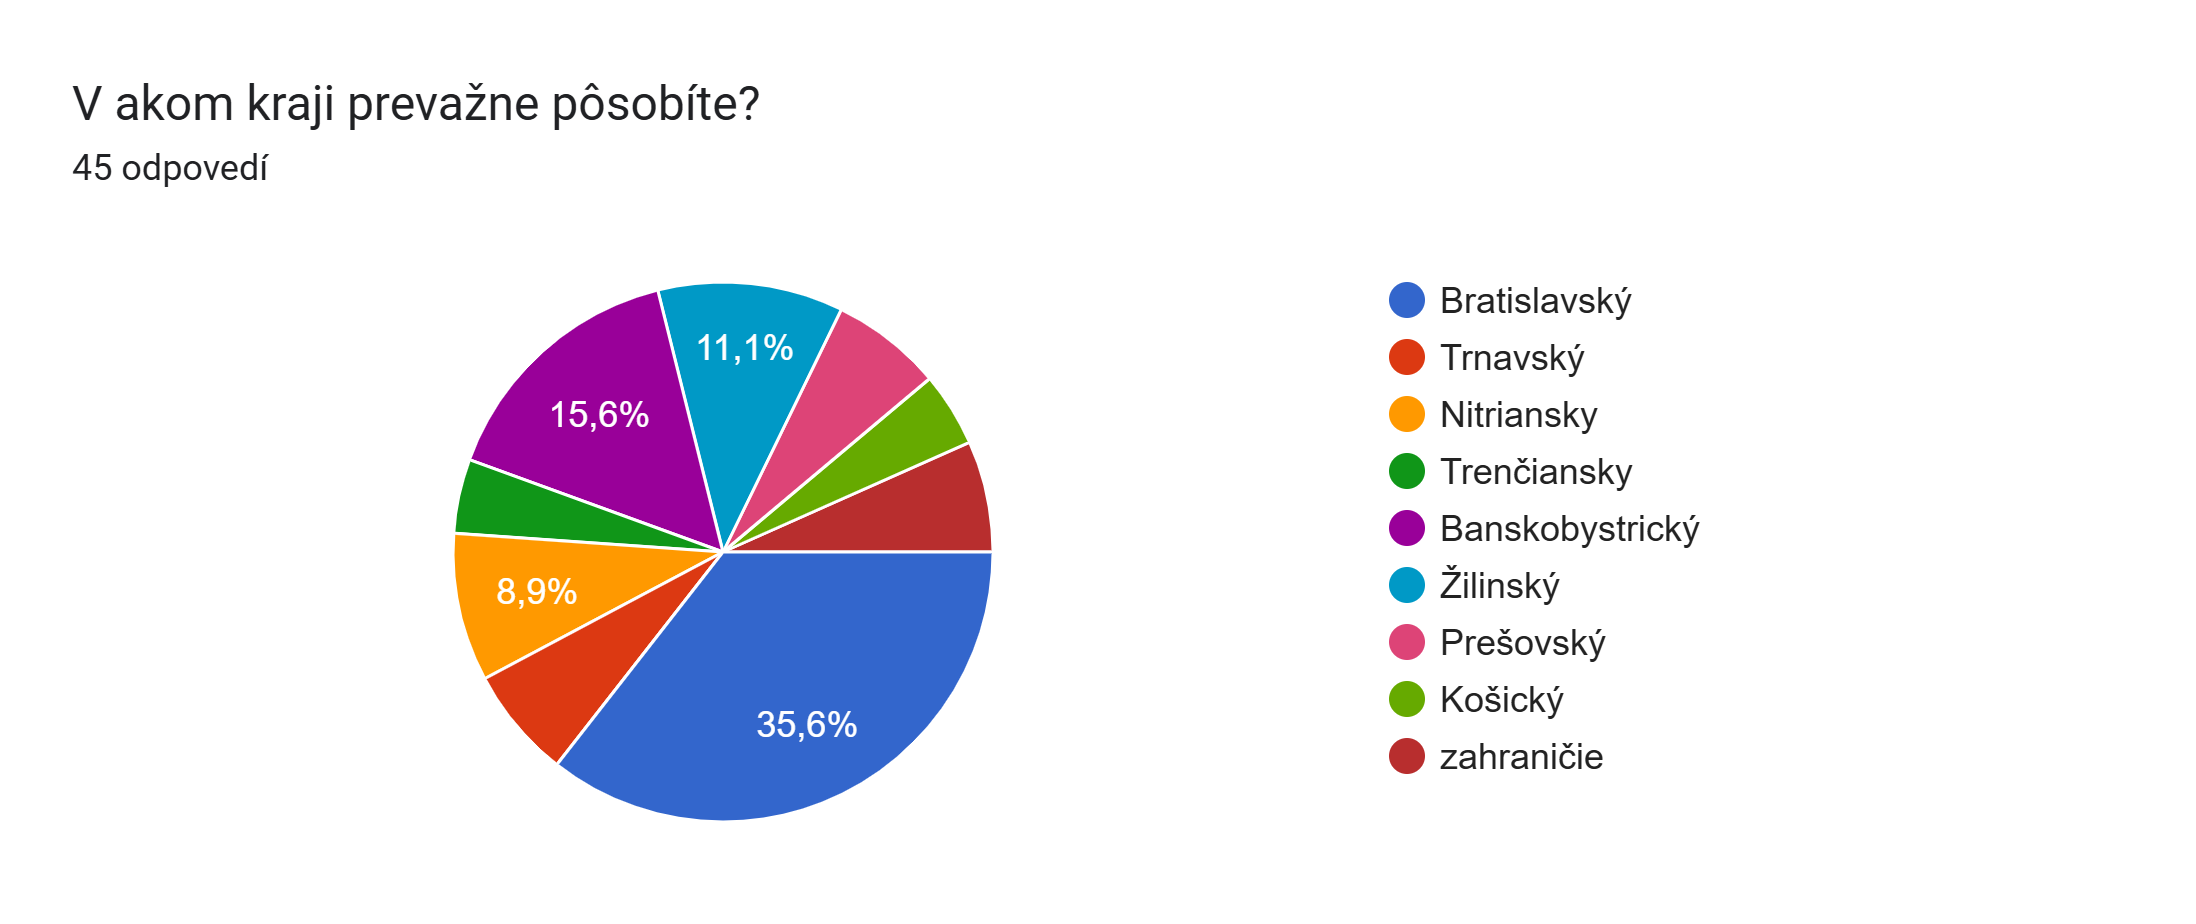 V akom kraji prevažne pôsobíte?
45 odpovedí
11,1%
15,6%
8,9%
35,6%
Bratislavský
Trnavský
Nitriansky
Trenčiansky
Banskobystrický
Žilinský
Prešovský
Košický
zahraničie